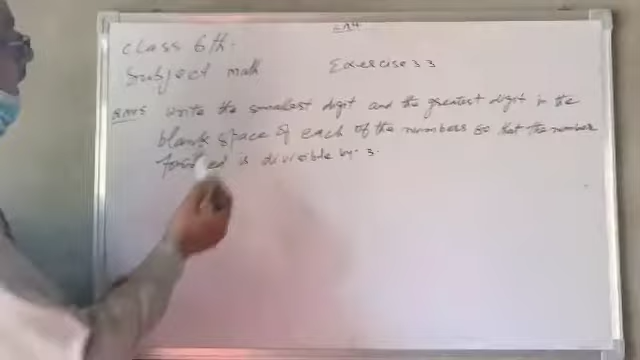 class 6th.
Subject math
Exercise 3 3
write the smallest digit and the greatest digit in the
blank space of each of the numbers so that the number
formed is divisible by 3.